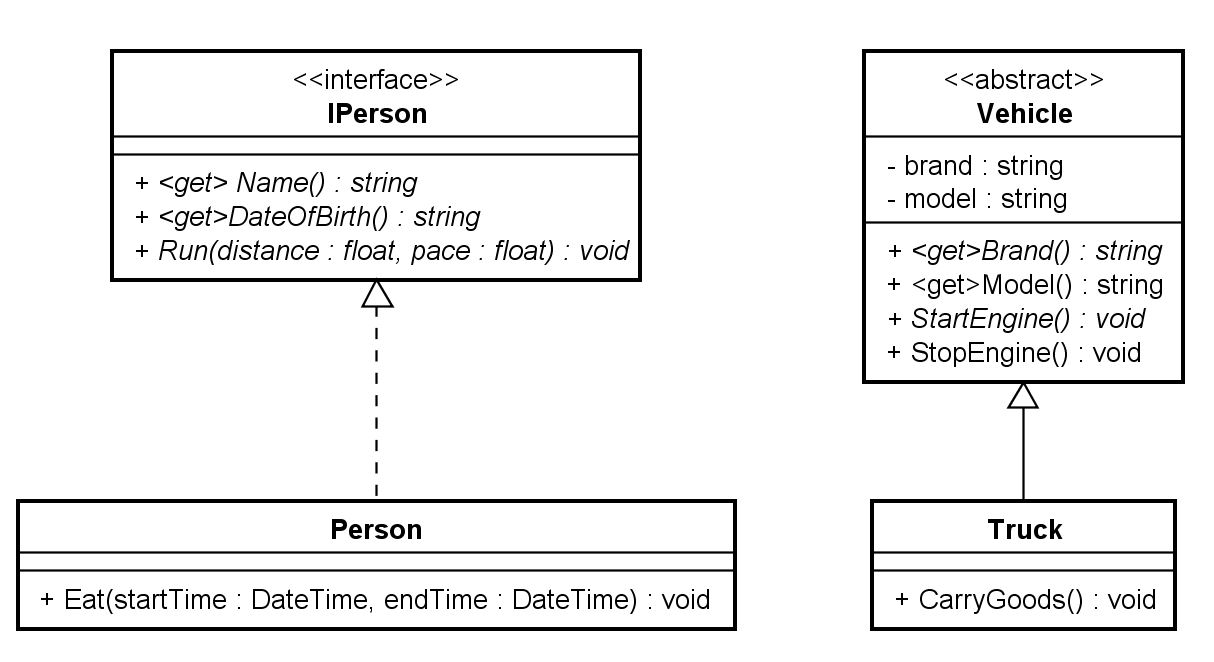 <<interface>>
IPerson
+ <get> Name() : string
+ <get>DateOfBirth() : string
+ Run(distance : float, pace : float) : void
<<abstract>>
Vehicle
- brand : string
- model : string
+ <get>Brand() : string
+ <get>Model() : string
+ StartEngine() : void
+ StopEngine() : void
Person
+ Eat(startTime : DateTime, endTime : DateTime) : void
Truck
+ CarryGoods() : void